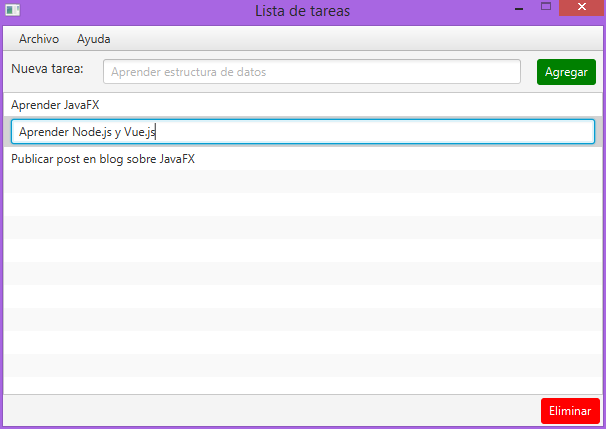 Lista de tareas
Archivo Ayuda
Nueva tarea: Aprender estructura de datos Agregar
Aprender JavaFX
Aprender Node.js y Vue.js
Publicar post en blog sobre JavaFX
Eliminar